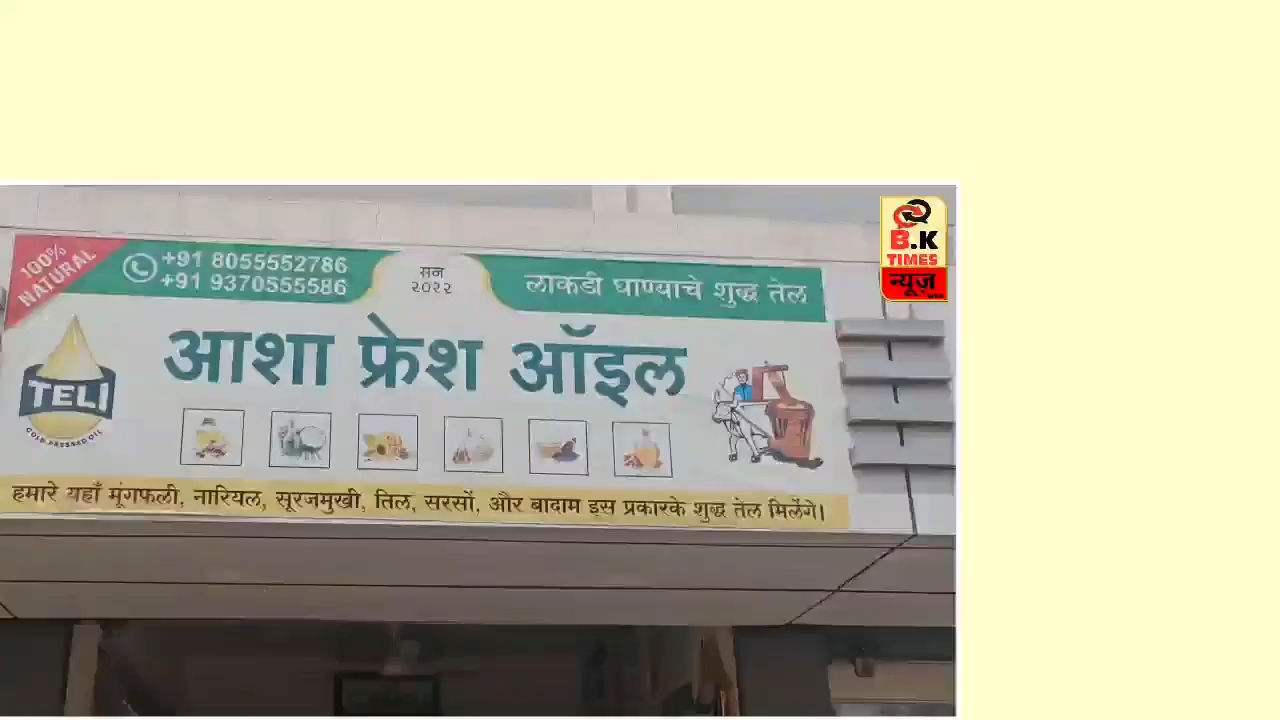 100%
NATURAL
+91 8055552786
+91 9370555586
सन
२०२२
लाकडी घाण्याचे शुद्ध तेल
B.K
TIMES
न्यूज़
TELI
COLD PRESSED OIL
आशा फ्रेश ऑइल
हमारे यहाँ मूंगफली, नारियल, सूरजमुखी, तिल, सरसों, और बादाम इस प्रकारके शुद्ध तेल मिलेंगे।